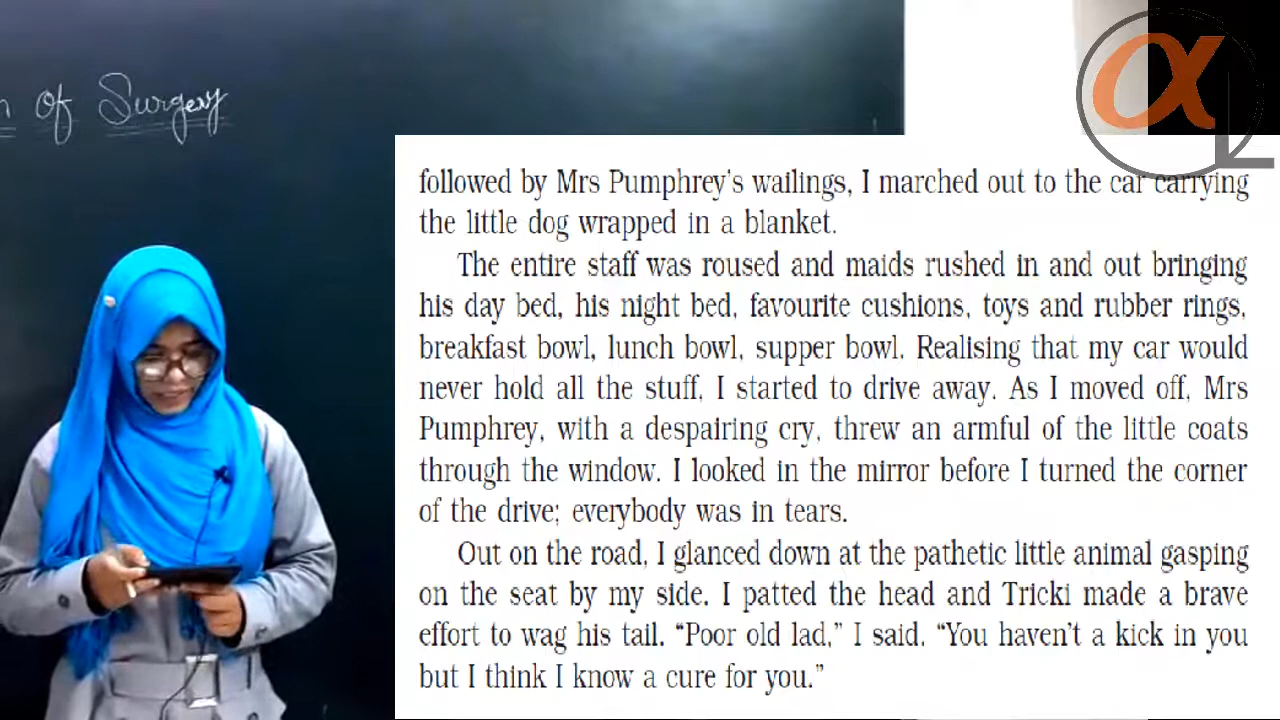 of Surgery
α
L
followed by Mrs Pumphrey's wailings, I marched out to the car carrying
the little dog wrapped in a blanket.
The entire staff was roused and maids rushed in and out bringing
his day bed, his night bed, favourite cushions, toys and rubber rings,
breakfast bowl, lunch bowl, supper bowl. Realising that my car would
never hold all the stuff, I started to drive away. As I moved off, Mrs
Pumphrey, with a despairing cry, threw an armful of the little coats
through the window. I looked in the mirror before I turned the corner
of the drive; everybody was in tears.
Out on the road, I glanced down at the pathetic little animal gasping
on the seat by my side. I patted the head and Tricki made a brave
effort to wag his tail. “Poor old lad,” I said. “You haven't a kick in you
but I think I know a cure for you.”